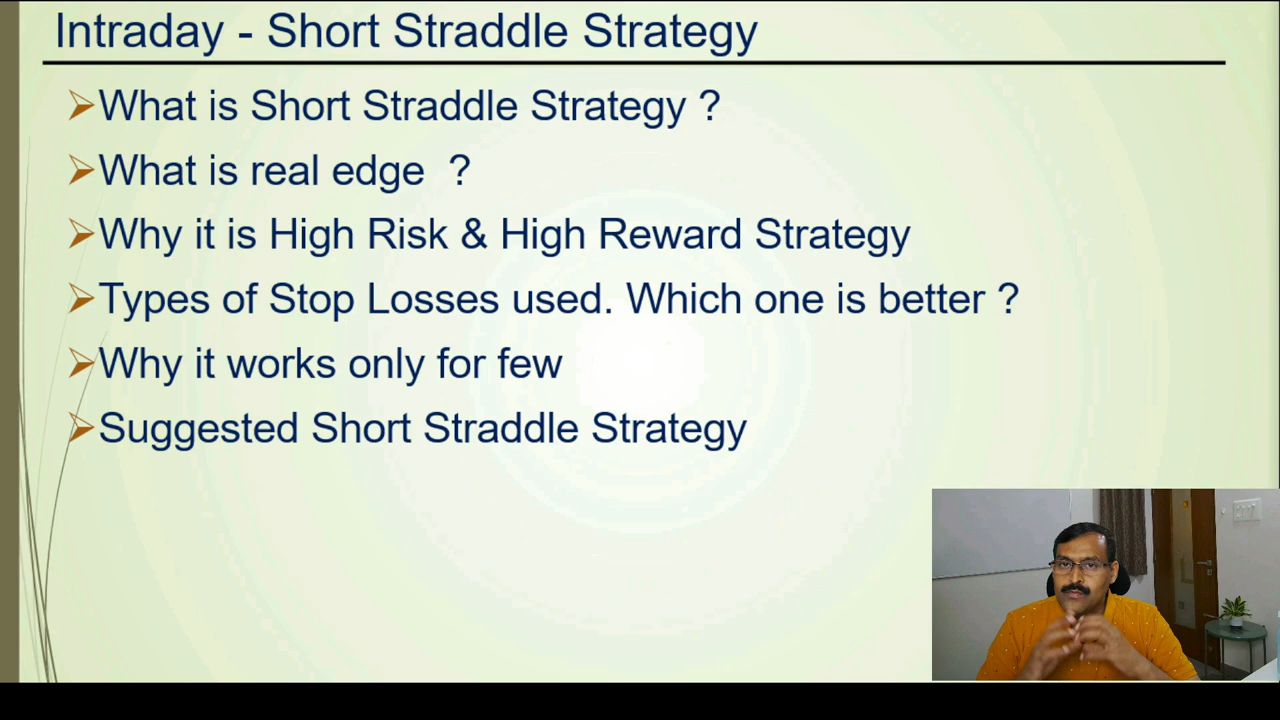 Intraday - Short Straddle Strategy
What is Short Straddle Strategy ?
What is real edge ?
Why it is High Risk & High Reward Strategy
Types of Stop Losses used. Which one is better ?
Why it works only for few
Suggested Short Straddle Strategy